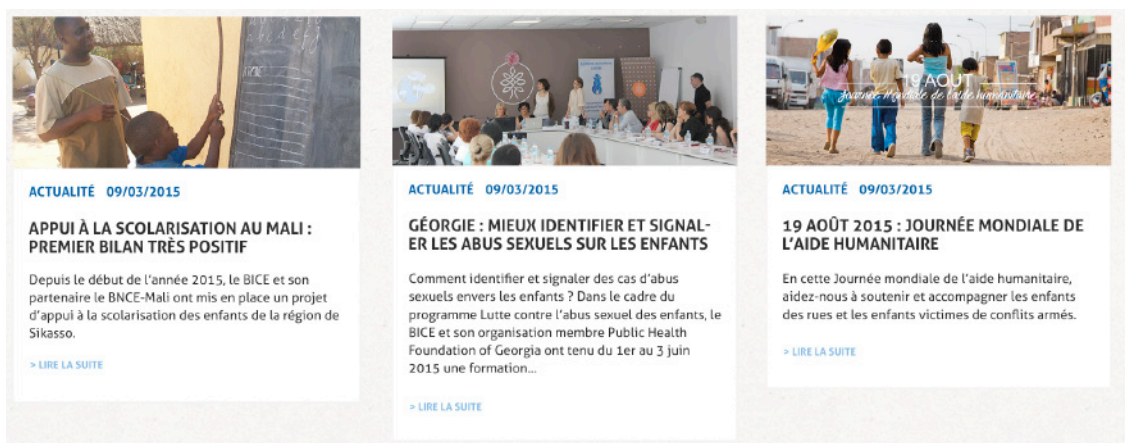 19 AOUT
Journée Mondiale de l'aide humanitaire
ACTUALITÉ 09/03/2015
APPUI À LA SCOLARISATION AU MALI :
PREMIER BILAN TRÈS POSITIF
Depuis le début de l'année 2015, le BICE et son
partenaire le BNCE-Mali ont mis en place un projet
d'appui à la scolarisation des enfants de la région de
Sikasso.
> LIRE LA SUITE
ACTUALITÉ 09/03/2015
GÉORGIE : MIEUX IDENTIFIER ET SIGNAL-
ER LES ABUS SEXUELS SUR LES ENFANTS
Comment identifier et signaler des cas d'abus
sexuels envers les enfants ? Dans le cadre du
programme Lutte contre l'abus sexuel des enfants, le
BICE et son organisation membre Public Health
Foundation of Georgia ont tenu du 1er au 3 juin
2015 une formation...
> LIRE LA SUITE
ACTUALITÉ 09/03/2015
19 AOÛT 2015 : JOURNÉE MONDIALE DE
L'AIDE HUMANITAIRE
En cette Journée mondiale de l'aide humanitaire,
aidez-nous à soutenir et accompagner les enfants
des rues et les enfants victimes de conflits armés.
> LIRE LA SUITE